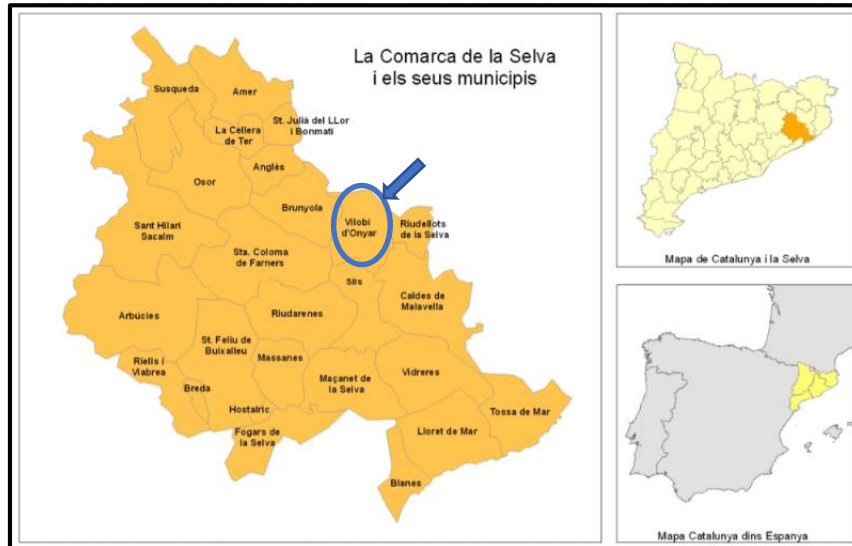 La Comarca de la Selva
i els seus municipis
Susqueda
Amer
St. Julià del LLor
i Bonmatí
La Cellera
de Ter
Anglès
Osor
Brunyola
Vilobí
d'Onyar
Riudellots
de la Selva
Sant Hilari
Sacalm
Sta. Coloma
de Farners
Sils
Caldes de
Malavella
Arbúcies
Riudarenes
St. Feliu de
Buixalleu
Massanes
Riells i
Viabrea
Maçanet de
la Selva
Vidreres
Breda
Hostalric
Tossa de Mar
Fogars de
la Selva
Lloret de Mar
Blanes
Mapa de Catalunya i la Selva
Mapa Catalunya dins Espanya